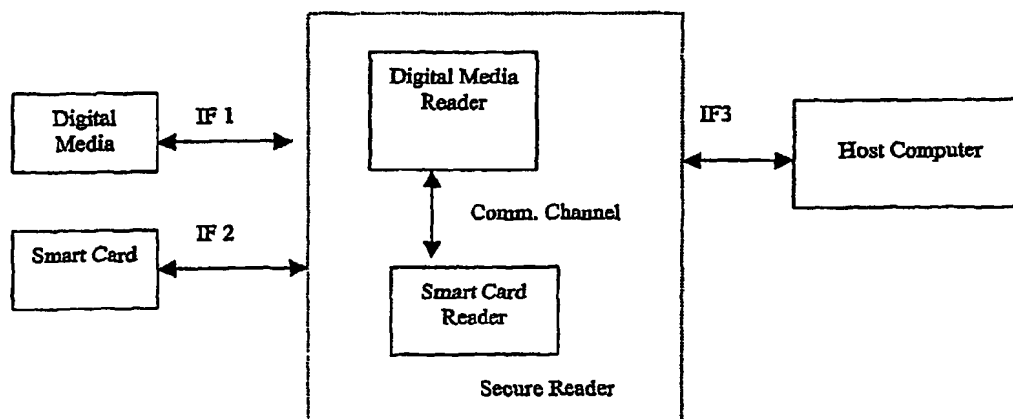 Digital Media
Reader
Digital
Media
IF 1
IF3
Host Computer
Comm. Channel
Smart Card
IF 2
Smart Card
Reader
Secure Reader